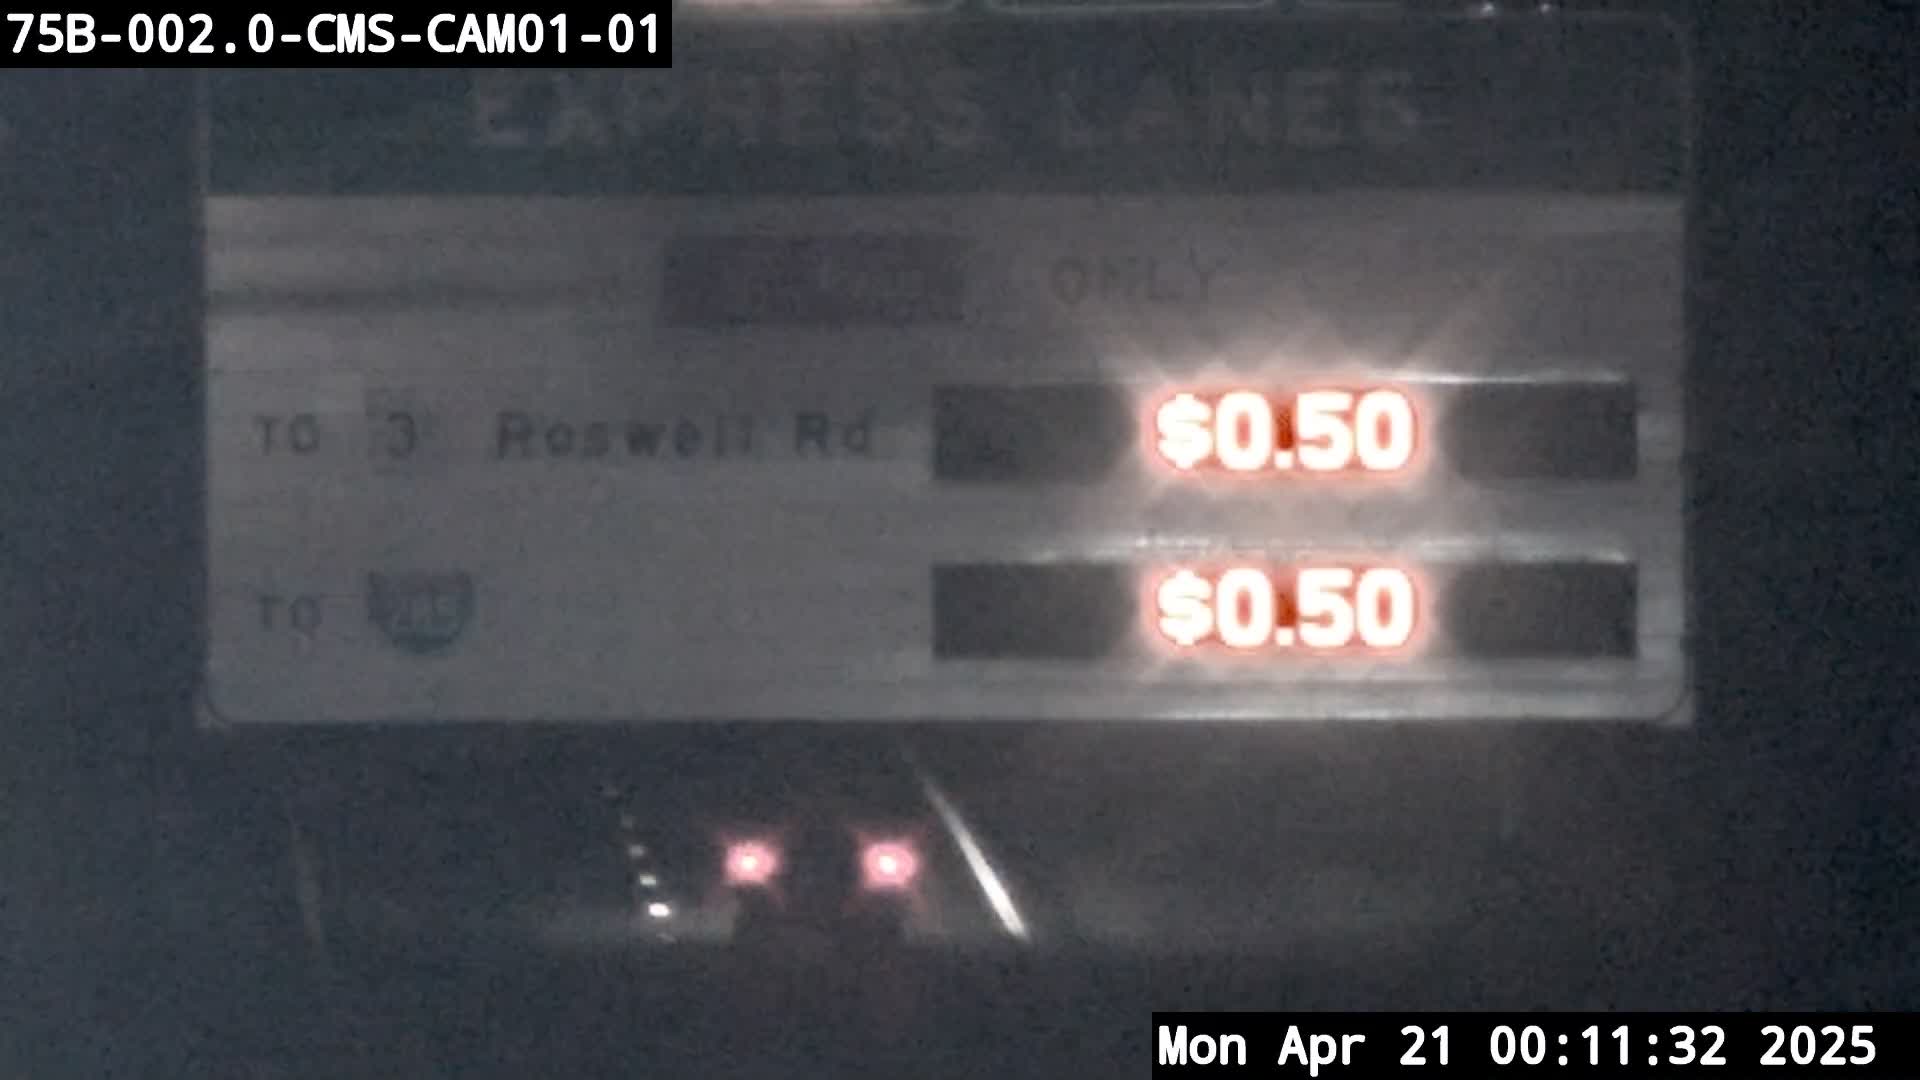 75B-002.0-CMS-CAM01-01
EXPRESS LANES
ONLY
TO 3 Roswell Rd $0.50
TO $0.50
Mon Apr 21 00:11:32 2025